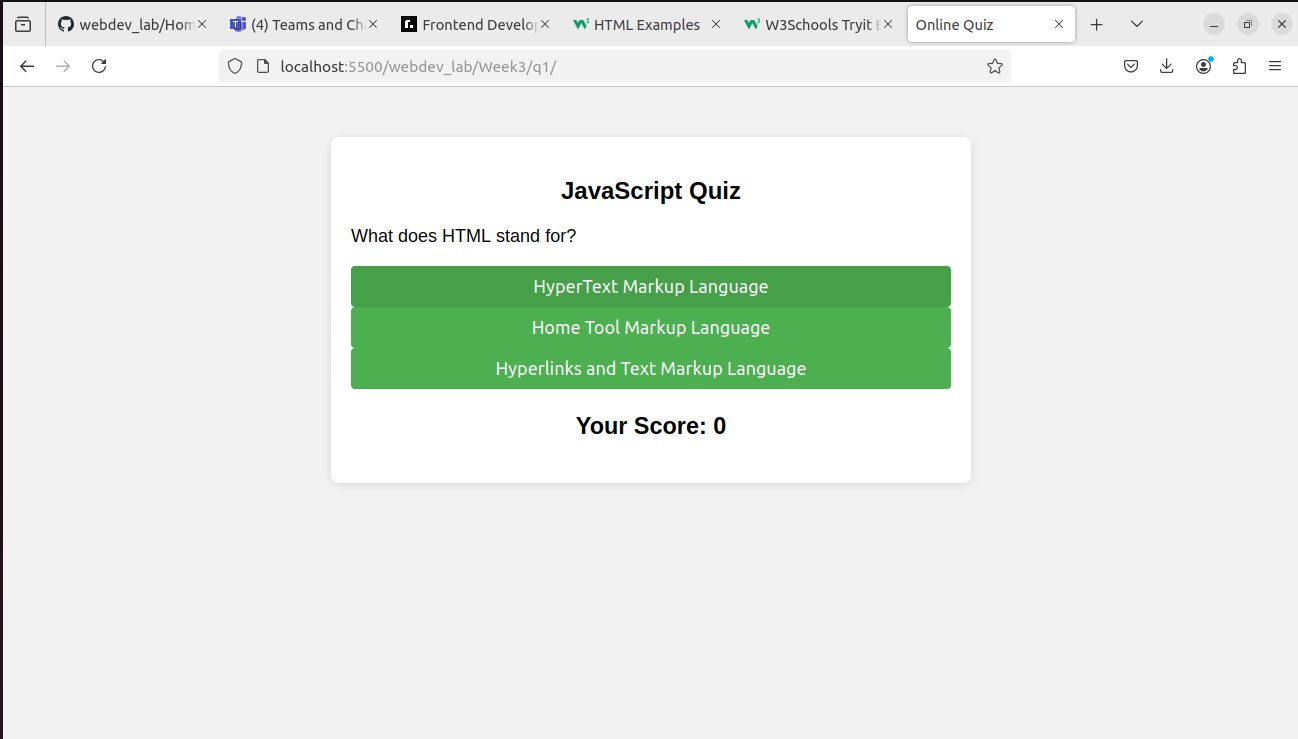 webdev_lab/Hom
(4) Teams and Ch
Frontend Develop
HTML Examples
W3Schools Tryit E
Online Quiz
localhost:5500/webdev_lab/Week3/q1/
JavaScript Quiz
What does HTML stand for?
HyperText Markup Language
Home Tool Markup Language
Hyperlinks and Text Markup Language
Your Score: 0